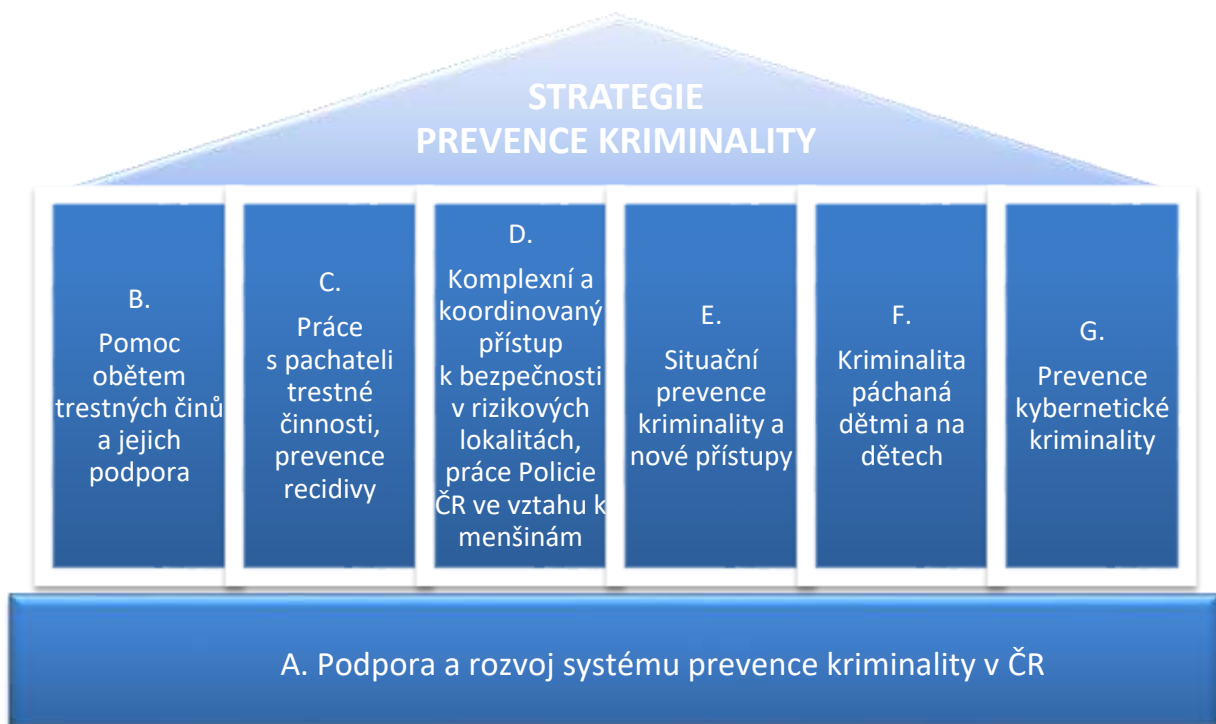 STRATEGIE
PREVENCE KRIMINALITY
B.
Pomoc
obětem
trestných činů
a jejich
podpora
C.
Práce
s pachateli
trestné
činnosti,
prevence
recidivy
D.
Komplexní a
koordinovaný
přístup
k bezpečnosti
v rizikových
lokalitách,
práce Policie
ČR ve vztahu k
menšinám
E.
Situační
prevence
kriminality a
nové přístupy
F.
Kriminalita
páchaná
dětmi a na
dětech
G.
Prevence
kybernetické
kriminality
A. Podpora a rozvoj systému prevence kriminality v ČR